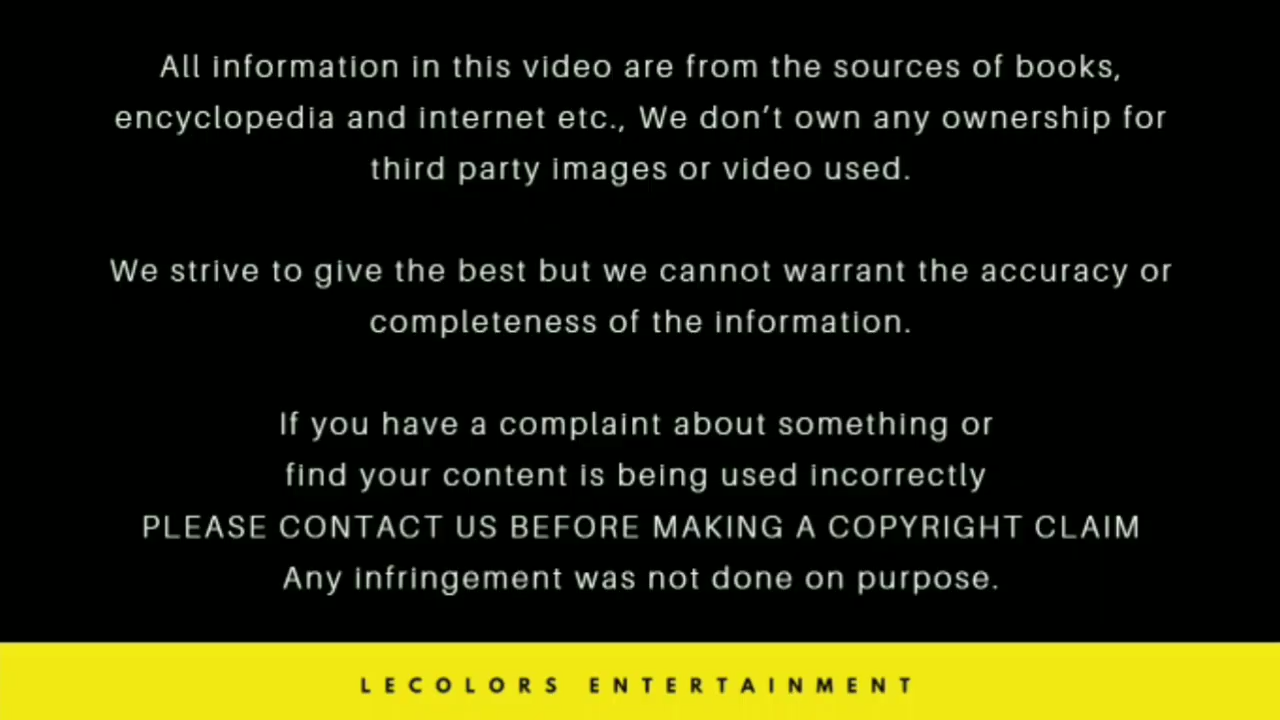 All information in this video are from the sources of books,
encyclopedia and internet etc., We don’t own any ownership for
third party images or video used.
We strive to give the best but we cannot warrant the accuracy or
completeness of the information.
If you have a complaint about something or
find your content is being used incorrectly
PLEASE CONTACT US BEFORE MAKING A COPYRIGHT CLAIM
Any infringement was not done on purpose.
LECOLORS ENTERTAINMENT